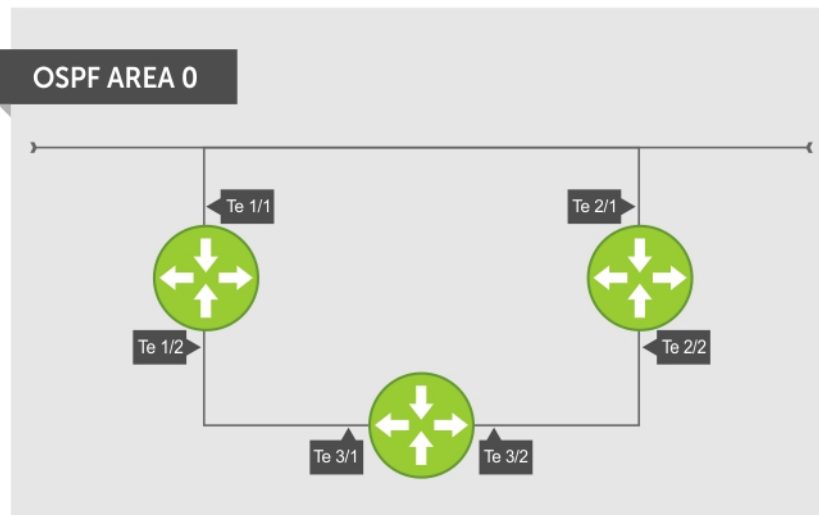 OSPF AREA 0
Te 1/1
Te 2/1
Te 1/2
Te 2/2
Te 3/1
Te 3/2